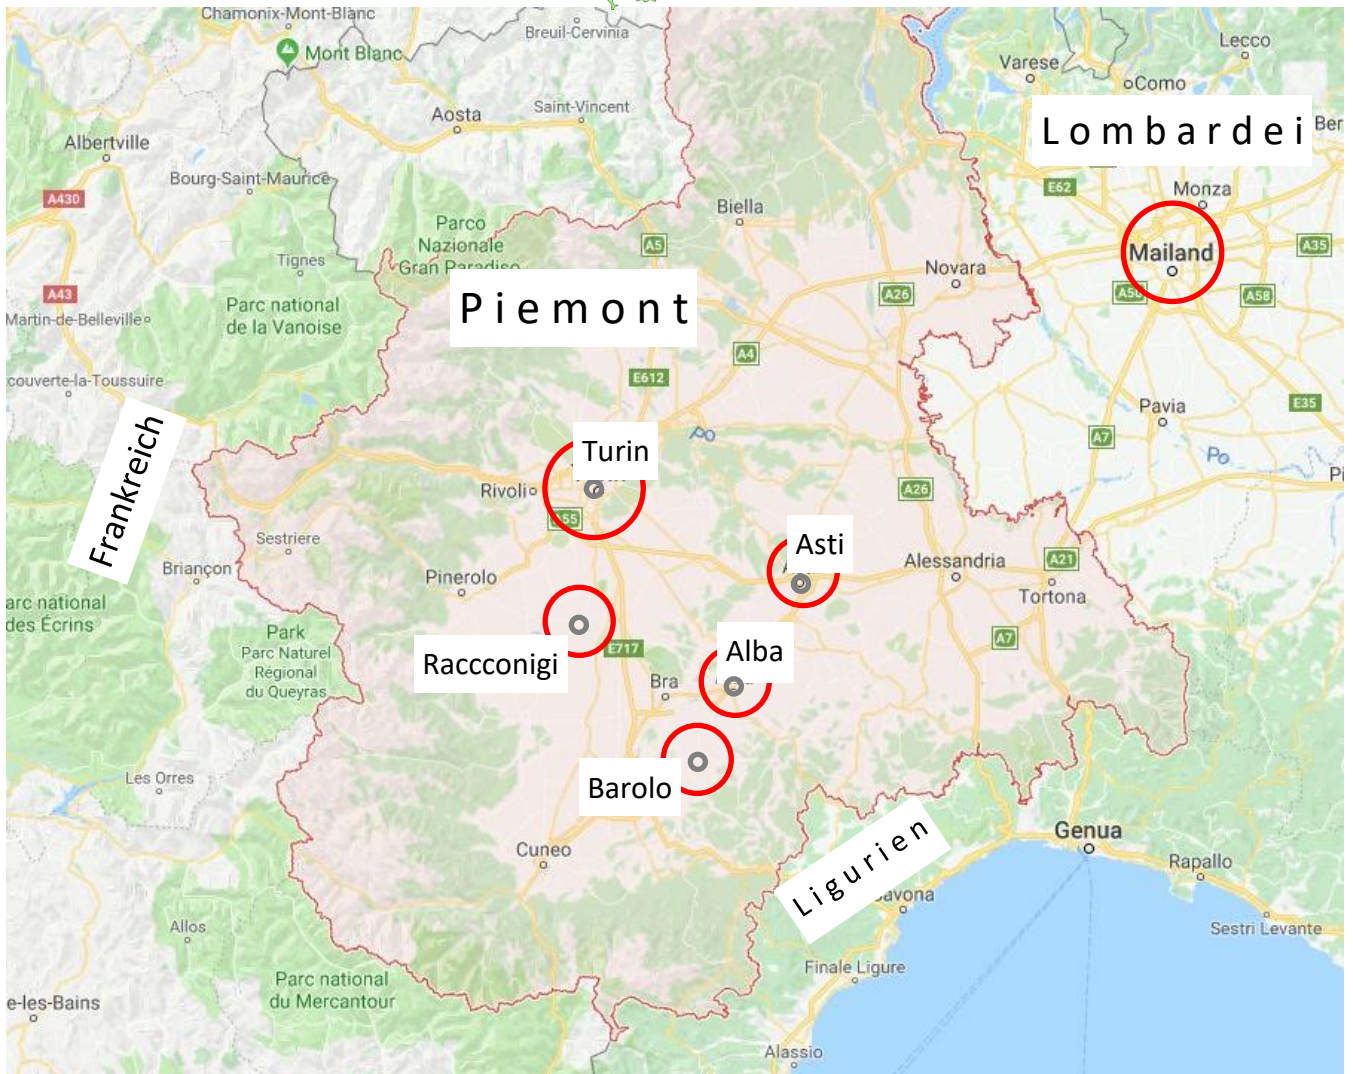 Chamonix-Mont-Blanc
Mont Blanc
Breuil-Cervinia
Lecco
Varese
Como
Aosta
Saint-Vincent
Lombardei
Ber
Albertville
Bourg-Saint-Maurice
A430
E62
Monza
Biella
Parco
Nazionale
Gran Paradiso
A5
Mailand
A35
Tignes
Novara
A43
Parc national
de la Vanoise
Piemont
A26
A50
A58
Martin-de-Belleville
A4
couverte-la-Toussuire
E612
Pavia
E35
Frankreich
Po
A7
Turin
Po
Pi
Rivoli
A26
A55
Sestriere
Asti
Briançon
Pinerolo
Alessandria
A21
Tortona
arc national
des Écrins
Park
Parc Naturel
Régional
du Queyras
E717
A7
Raccconigi
Alba
Bra
Les Orres
Barolo
Cuneo
Ligurien
Genua
Rapallo
avona
Allos
Sestri Levante
Finale Ligure
Parc national
du Mercantour
e-les-Bains
Alassio